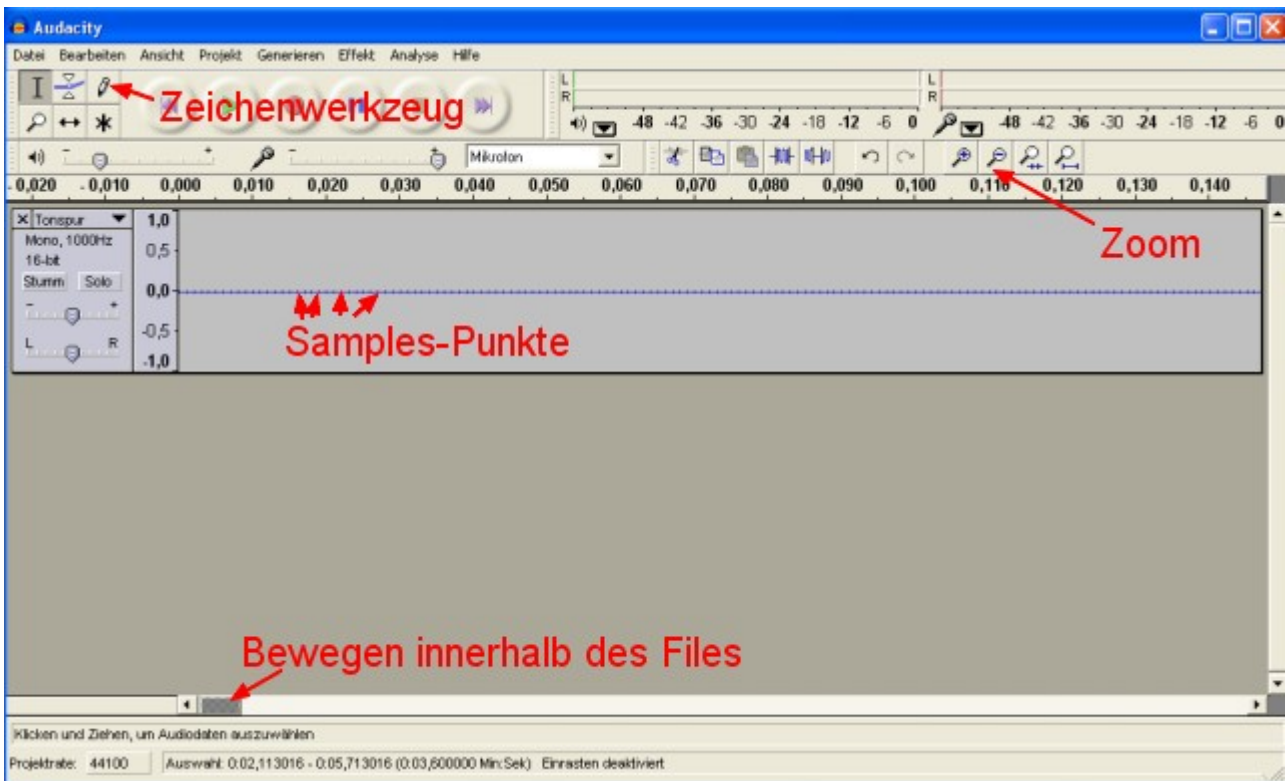 Audacity
Datei Bearbeiten Ansicht Projekt Generieren Effekt Analyse Hilfe
Zeichenwerkzeug
L
R
-48 -42 -36 -30 -24 -18 -12 -6 0
L
R
-48 -42 -36 -30 -24 -18 -12 -6 0
- + - + Mikrofon
-0,020 -0,010 0,000 0,010 0,020 0,030 0,040 0,050 0,060 0,070 0,080 0,090 0,100 0,110 0,120 0,130 0,140
Zoom
X Tonspur
Mono, 1000Hz
16-bit
Stumm Solo
- +
L R
1,0
0,5
0,0
-0,5
-1,0
Samples-Punkte
Bewegen innerhalb des Files
Klicken und Ziehen, um Audiodaten auszuwählen
Projektrate: 44100 Auswahl: 0:02,113016 - 0:05,713016 (0:03,600000 Min:Sek) Einrasten deaktiviert